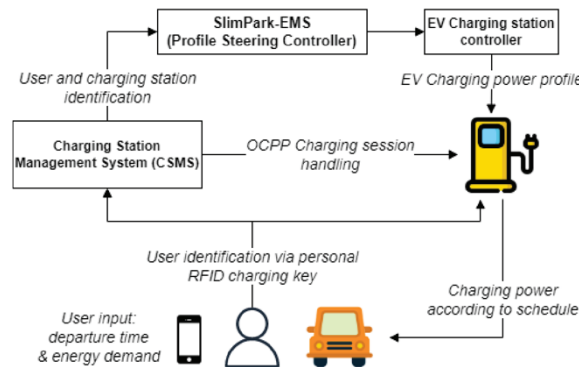 SlimPark-EMS
(Profile Steering Controller)
EV Charging station
controller
User and charging station
identification
EV Charging power profile
Charging Station
Management System (CSMS)
OCPP Charging session
handling
User identification via personal
RFID charging key
Charging power
according to schedule
User input:
departure time
& energy demand